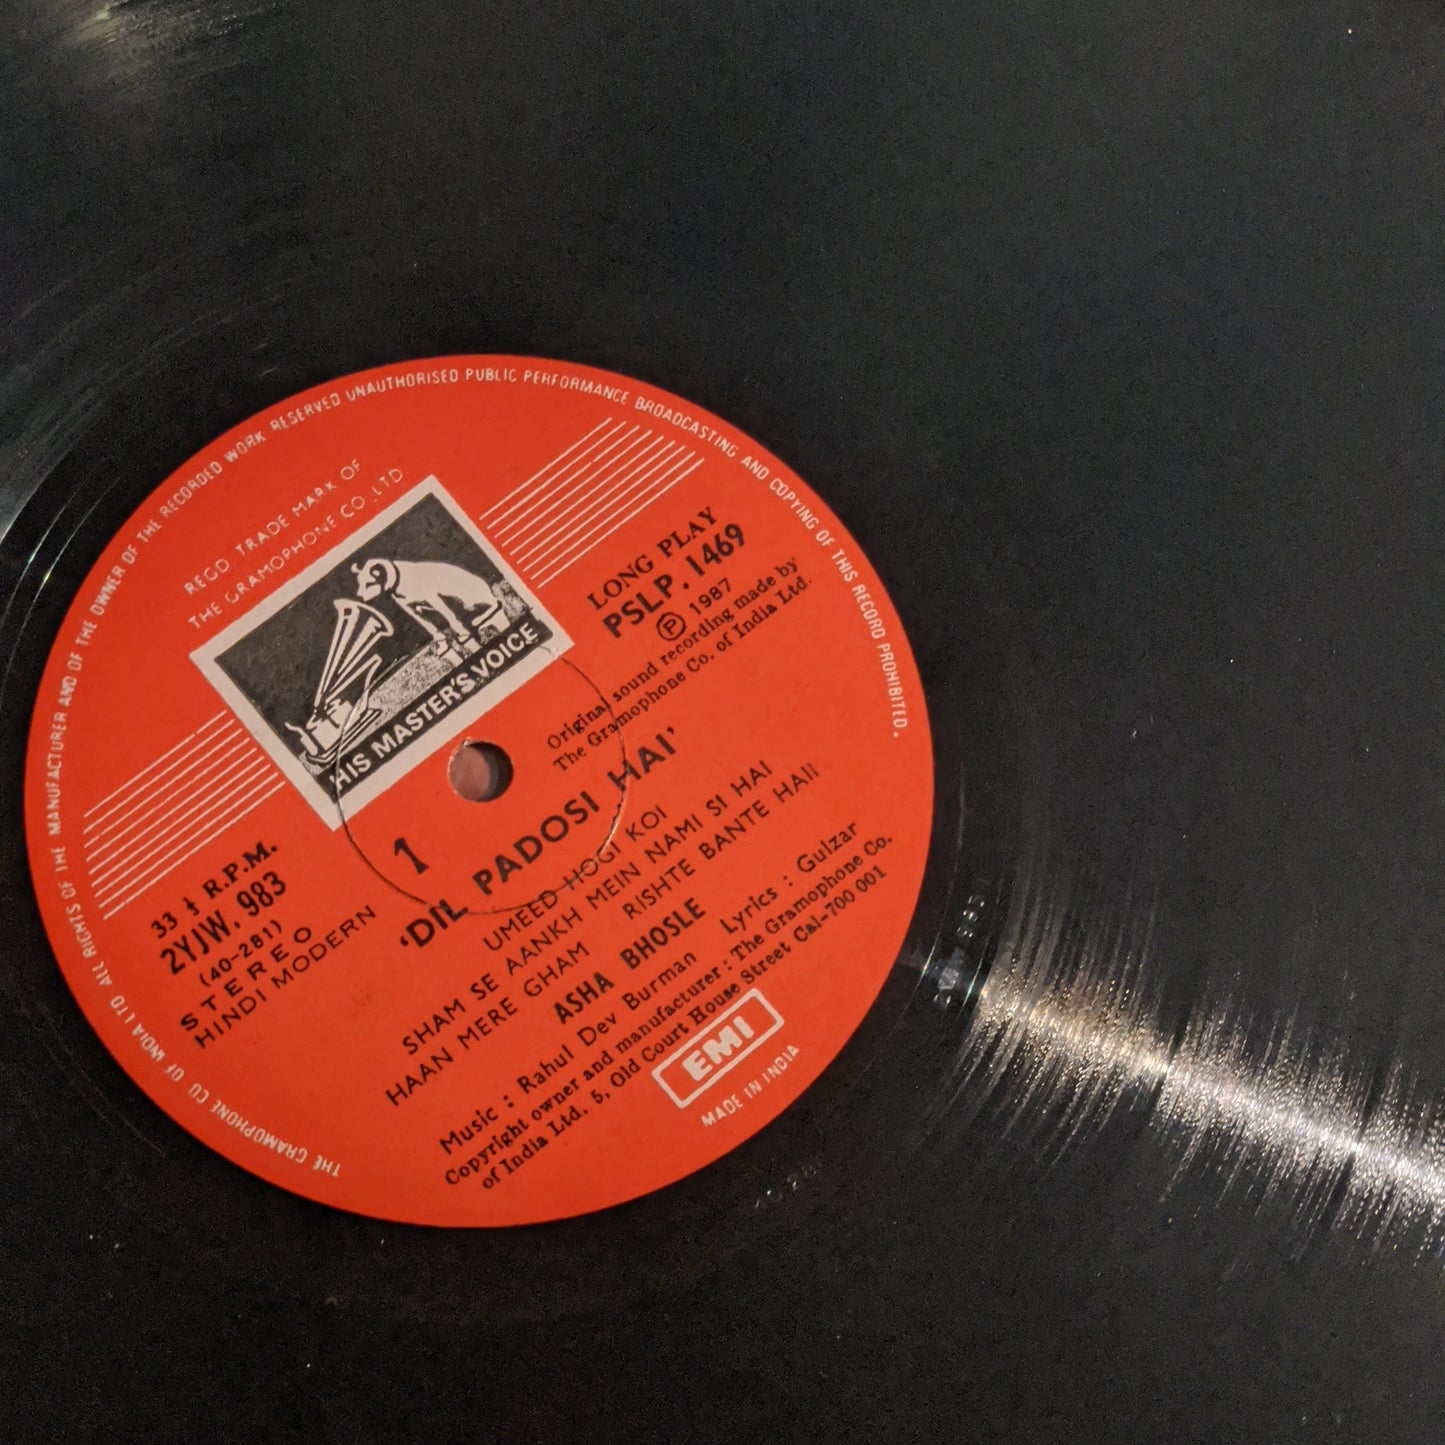 THE GRAMOPHONE CO OF INDIA LTD ALL RIGHTS OF THE MANUFACTURER AND OF THE OWNER OF THE RECORDED WORK RESERVED UNAUTHORISED PUBLIC PERFORMANCE BROADCASTING AND COPYING OF THIS RECORD PROHIBITED.
REGD. TRADE MARK OF
THE GRAMOPHONE CO. LTD
HIS MASTER'S VOICE
LONG PLAY
PSLP. 1469
Ⓟ 1987
Original sound recording made by
The Gramophone Co. of India Ltd.
33 ⅓ R.P.M.
2YJW. 983
(40-281)
STEREO
HINDI MODERN
1
'DIL PADOSI HAI'
UMEED HOGI KOI
SHAM SE AANKH MEIN NAMI SI HAI
HAAN MERE GHAM RISHTE BANTE HAII
ASHA BHOSLE
Music : Rahul Dev Burman Lyrics : Gulzar
Copyright owner and manufacturer : The Gramophone Co.
of India Ltd. 5, Old Court House Street Cal-700 001
EMI
MADE IN INDIA